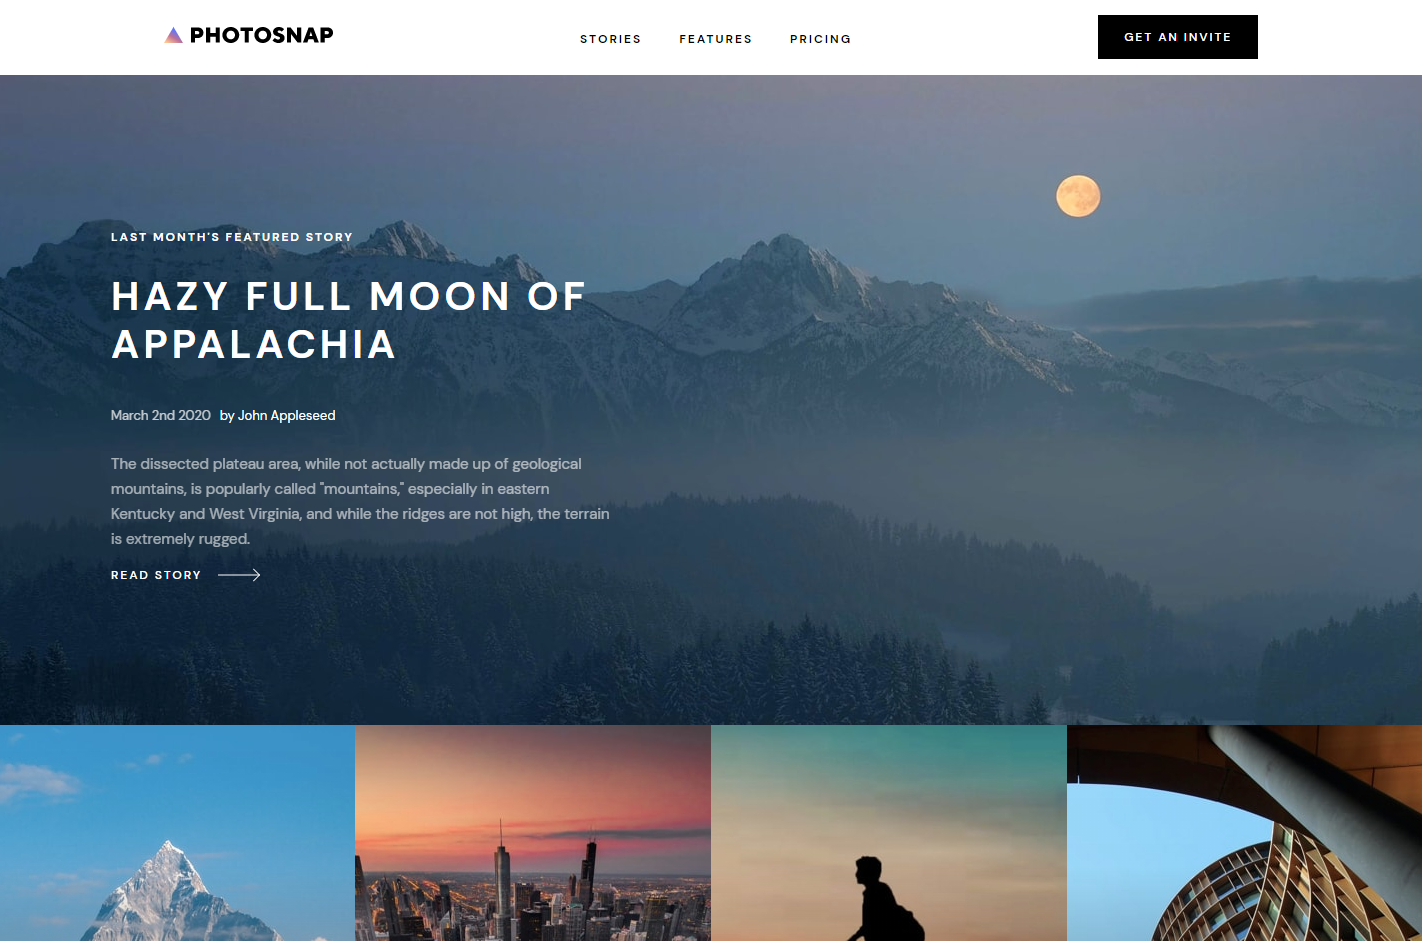 PHOTOSNAP
STORIES FEATURES PRICING
GET AN INVITE
LAST MONTH'S FEATURED STORY
HAZY FULL MOON OF
APPALACHIA
March 2nd 2020 by John Appleseed
The dissected plateau area, while not actually made up of geological
mountains, is popularly called "mountains," especially in eastern
Kentucky and West Virginia, and while the ridges are not high, the terrain
is extremely rugged.
READ STORY